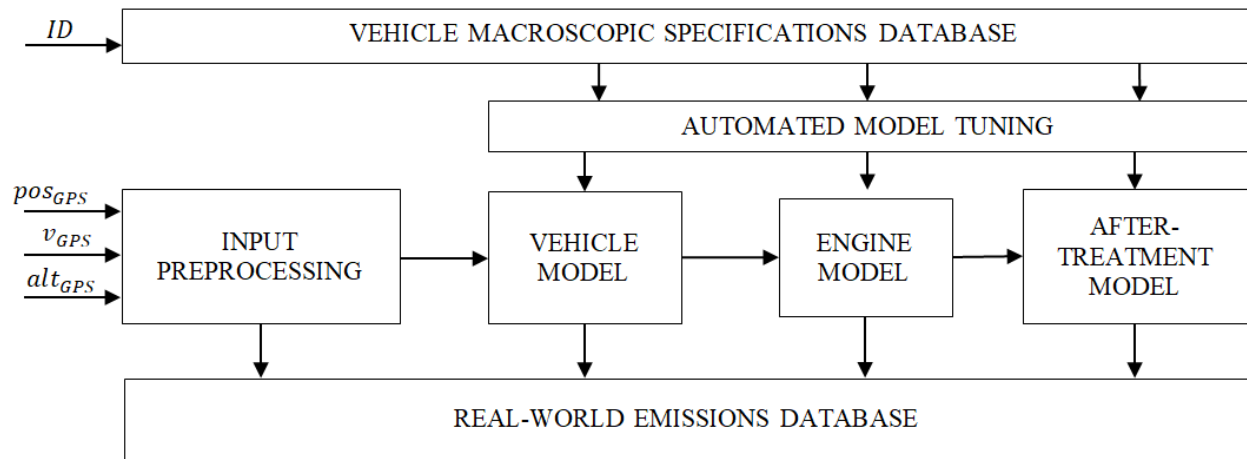 ID
VEHICLE MACROSCOPIC SPECIFICATIONS DATABASE
AUTOMATED MODEL TUNING
pos_GPS
v_GPS
alt_GPS
INPUT
PREPROCESSING
VEHICLE
MODEL
ENGINE
MODEL
AFTER-
TREATMENT
MODEL
REAL-WORLD EMISSIONS DATABASE